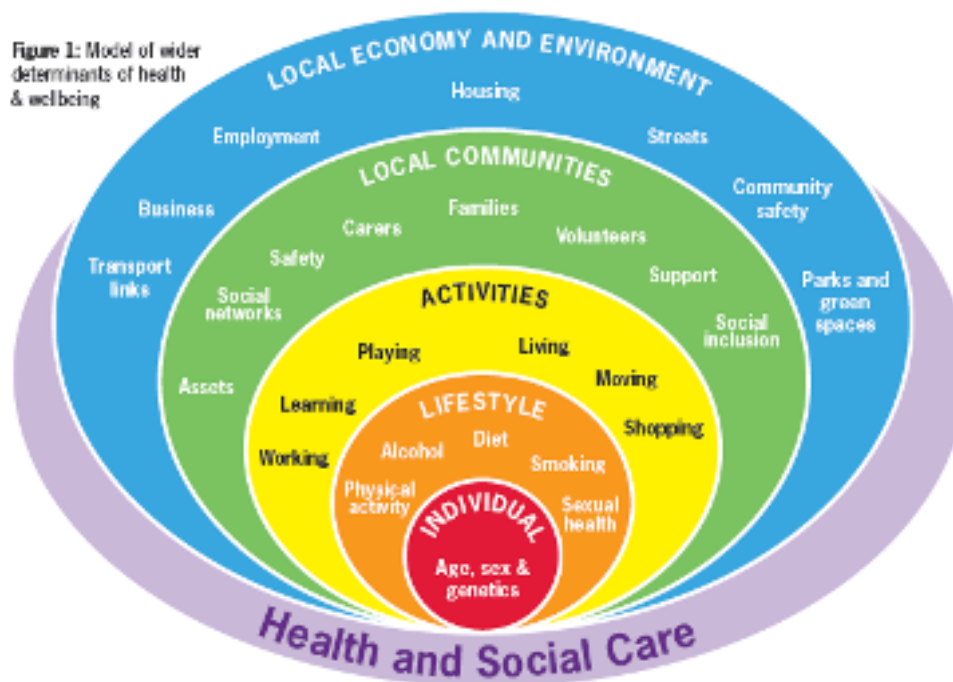 Figure 1: Model of wider
determinants of health
& wellbeing
LOCAL ECONOMY AND ENVIRONMENT
Housing
Employment
Streets
Business
Community
safety
Transport
links
Parks and
green
spaces
LOCAL COMMUNITIES
Families
Carers
Volunteers
Safety
Support
Social
networks
Social
inclusion
Assets
ACTIVITIES
Playing
Living
Moving
Learning
Shopping
Working
LIFESTYLE
Diet
Alcohol
Smoking
Physical
activity
Sexual
health
INDIVIDUAL
Age, sex &
genetics
Health and Social Care